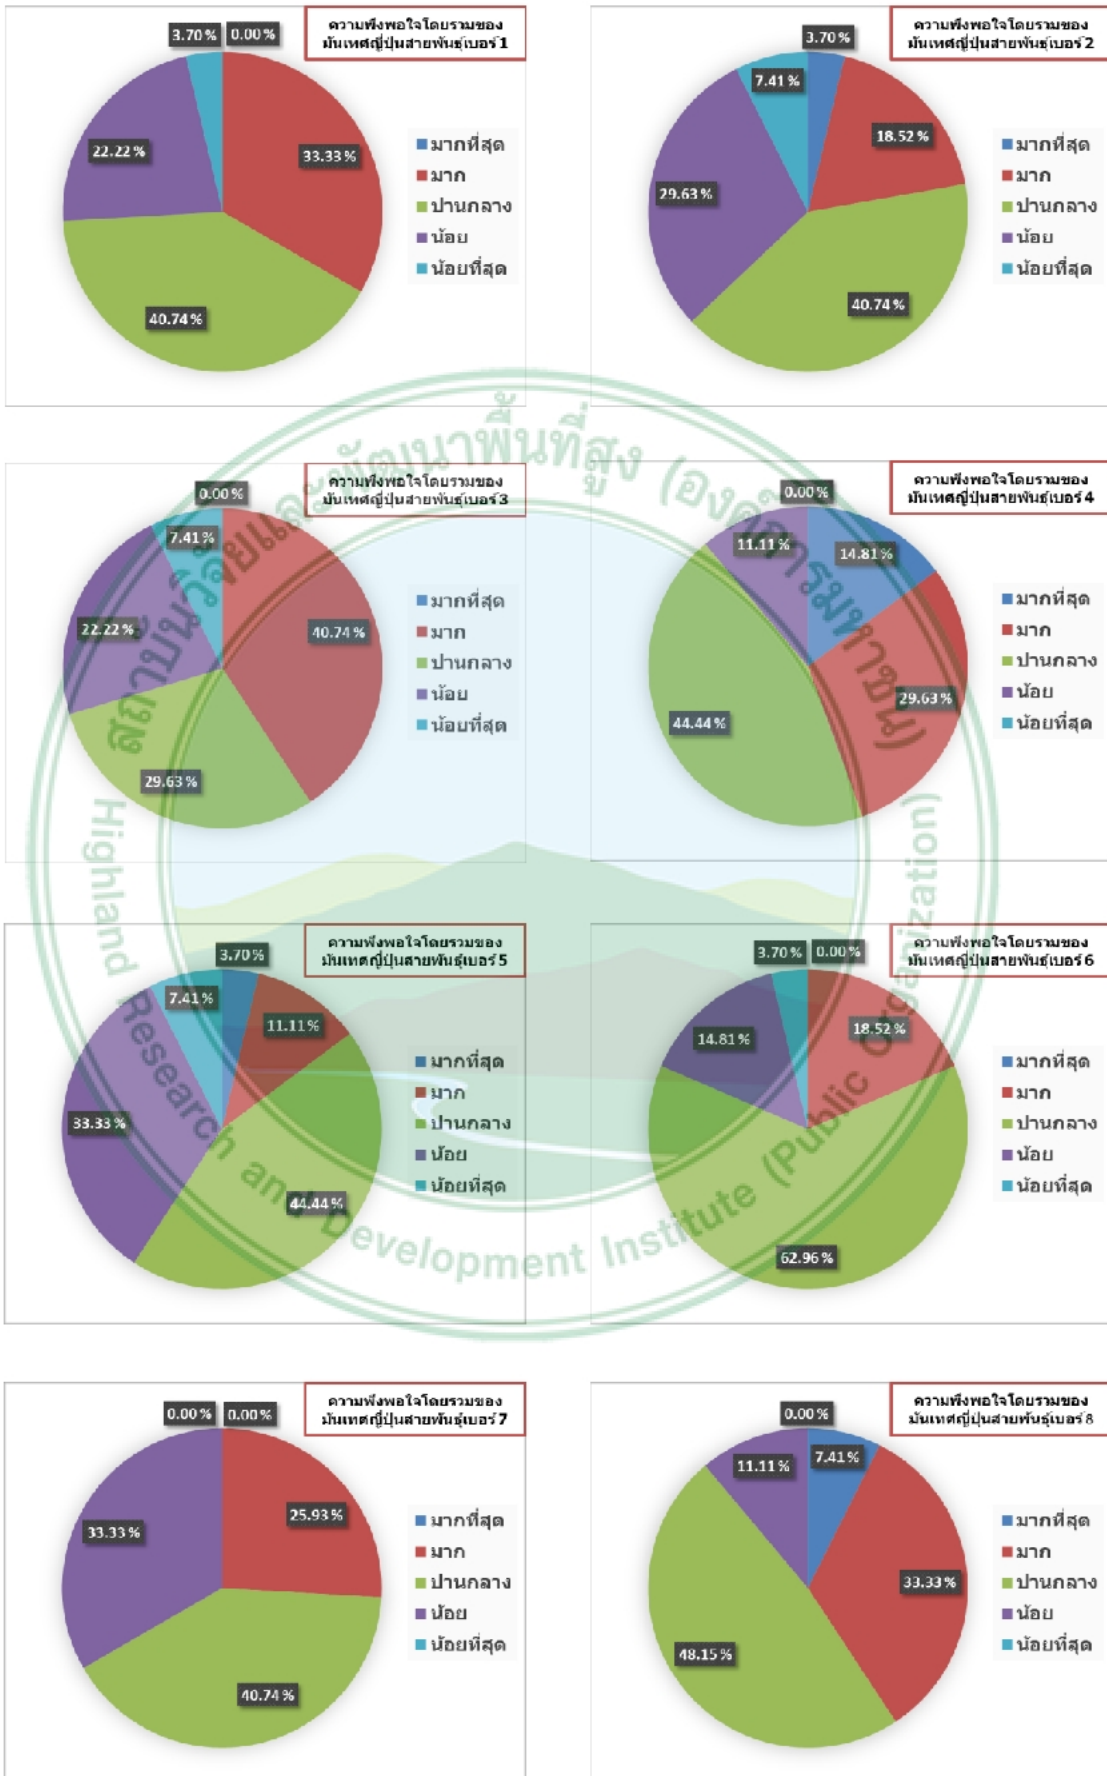 ความพึงพอใจโดยรวมของ
มันเทศญี่ปุ่นสายพันธุ์เบอร์ 1
3.70 %
0.00 %
33.33 %
22.22 %
40.74 %
มากที่สุด
มาก
ปานกลาง
น้อย
น้อยที่สุด
ความพึงพอใจโดยรวมของ
มันเทศญี่ปุ่นสายพันธุ์เบอร์ 2
3.70 %
7.41 %
18.52 %
29.63 %
40.74 %
มากที่สุด
มาก
ปานกลาง
น้อย
น้อยที่สุด
ความพึงพอใจโดยรวมของ
มันเทศญี่ปุ่นสายพันธุ์เบอร์ 3
0.00 %
7.41 %
22.22 %
40.74 %
29.63 %
มากที่สุด
มาก
ปานกลาง
น้อย
น้อยที่สุด
ความพึงพอใจโดยรวมของ
มันเทศญี่ปุ่นสายพันธุ์เบอร์ 4
0.00 %
11.11 %
14.81 %
29.63 %
44.44 %
มากที่สุด
มาก
ปานกลาง
น้อย
น้อยที่สุด
ความพึงพอใจโดยรวมของ
มันเทศญี่ปุ่นสายพันธุ์เบอร์ 5
3.70 %
7.41 %
11.11 %
33.33 %
44.44 %
มากที่สุด
มาก
ปานกลาง
น้อย
น้อยที่สุด
ความพึงพอใจโดยรวมของ
มันเทศญี่ปุ่นสายพันธุ์เบอร์ 6
3.70 %
0.00 %
18.52 %
14.81 %
62.96 %
มากที่สุด
มาก
ปานกลาง
น้อย
น้อยที่สุด
ความพึงพอใจโดยรวมของ
มันเทศญี่ปุ่นสายพันธุ์เบอร์ 7
0.00 %
0.00 %
25.93 %
33.33 %
40.74 %
มากที่สุด
มาก
ปานกลาง
น้อย
น้อยที่สุด
ความพึงพอใจโดยรวมของ
มันเทศญี่ปุ่นสายพันธุ์เบอร์ 8
0.00 %
11.11 %
7.41 %
33.33 %
48.15 %
มากที่สุด
มาก
ปานกลาง
น้อย
น้อยที่สุด
สถาบันวิจัยและพัฒนาพื้นที่สูง (องค์การมหาชน)
Highland Research and Development Institute (Public Organization)